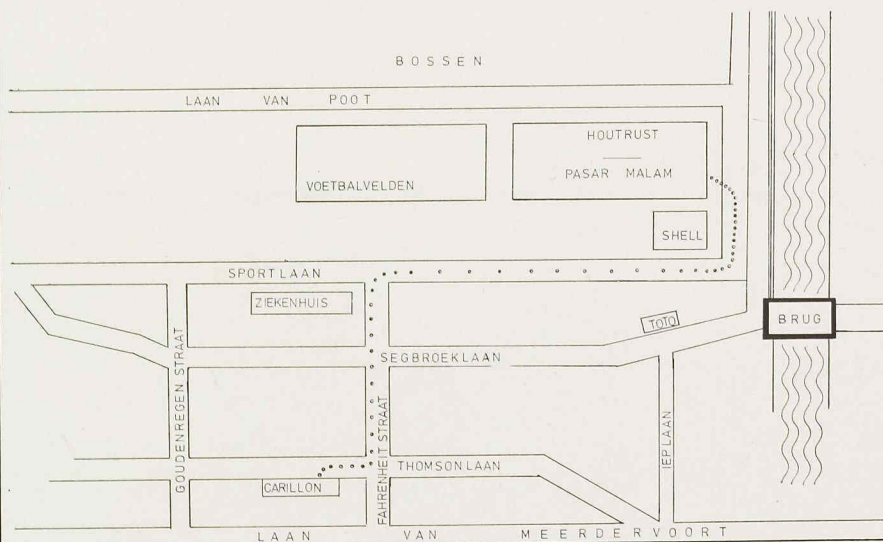 BOSSEN
LAAN VAN POOT
HOUTRUST
PASAR MALAM
VOETBALVELDEN
SHELL
SPORTLAAN
ZIEKENHUIS
TOTO
BRUG
SEGBROEKLAAN
GOUDENREGEN STRAAT
FAHRENHEIT STRAAT
IEPLAAN
THOMSONLAAN
CARILLON
LAAN VAN MEERDERVOORT